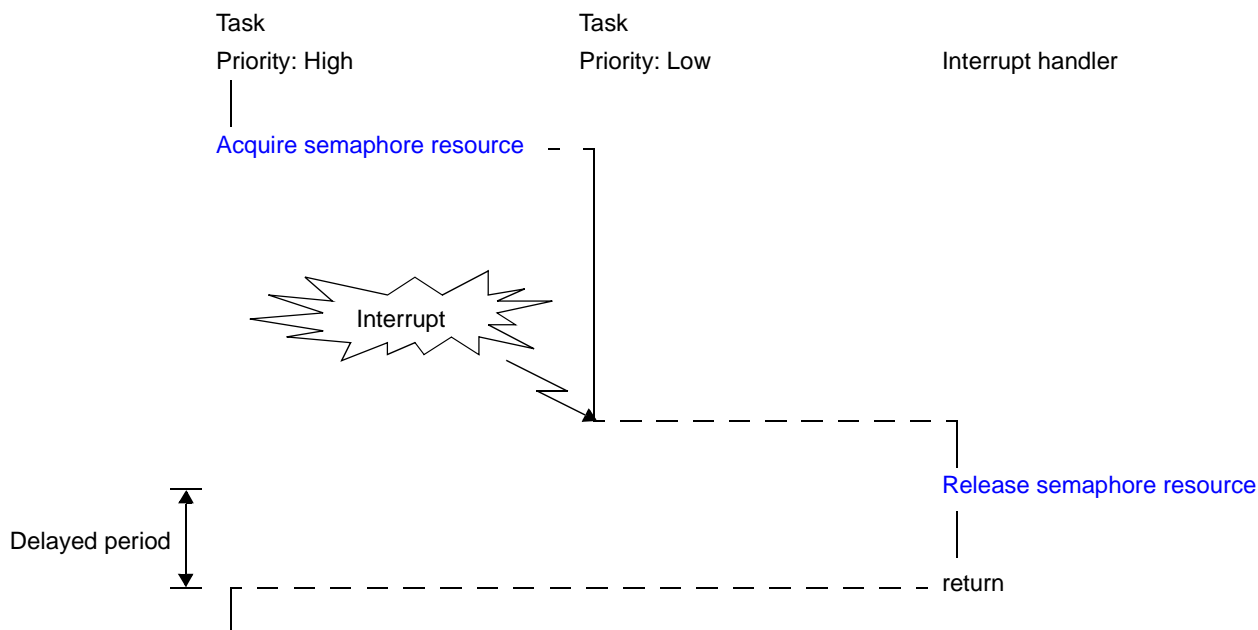 Task
Priority: High
Task
Priority: Low
Interrupt handler
Acquire semaphore resource
Interrupt
Release semaphore resource
Delayed period
return